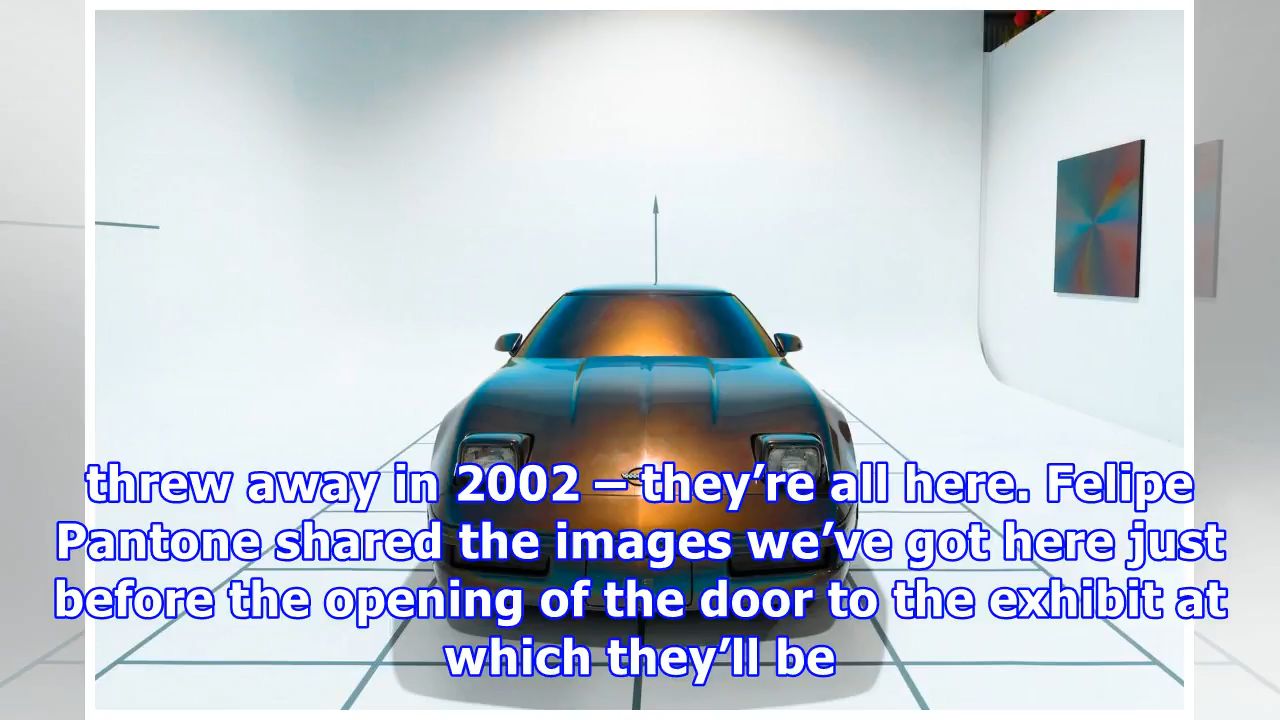 threw away in 2002 – they’re all here. Felipe
Pantone shared the images we’ve got here just
before the opening of the door to the exhibit at
which they’ll be